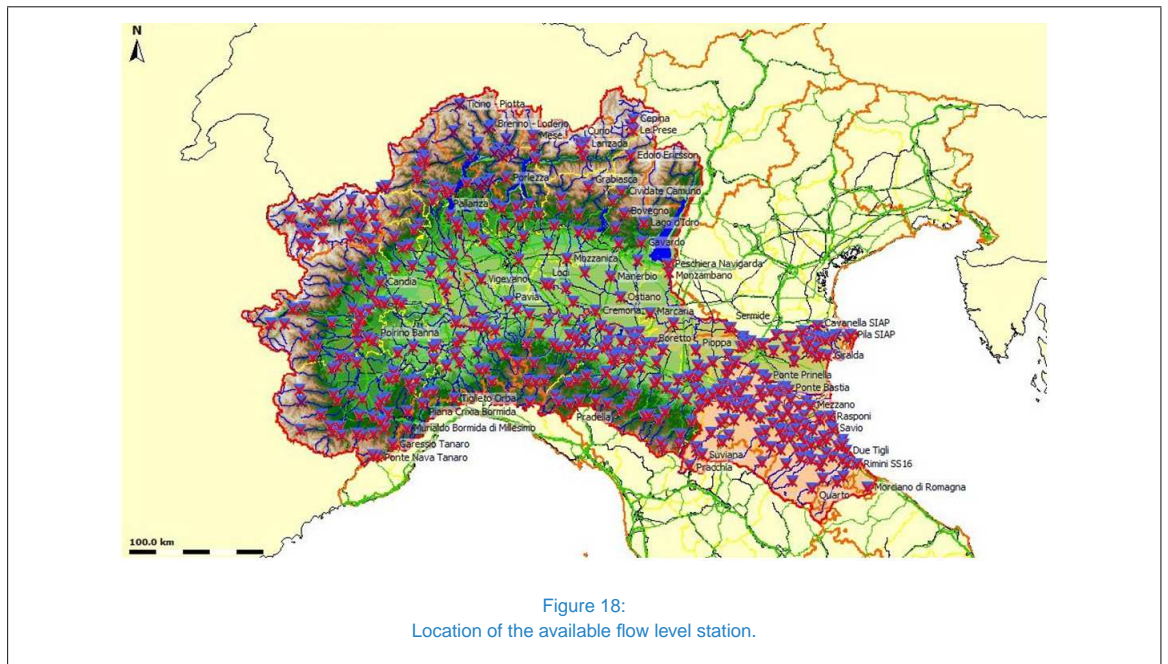 N
Ticino - Piotta
Brenno - Loderio
Mese
Cepina
Curlo
Le Prese
Lanzada
Edolo Ericsson
Porlezza
Grabiasca
Cividate Camuno
Pallanza
Bovegno
Lago d'Idro
Gavardo
Mozzanica
Peschiera Navigarda
Lodi
Manerbio
Monzambano
Candia
Vigevano
Pavia
Ostiano
Cremona
Marcaria
Sermide
Cavanella SIAP
Pila SIAP
Poirino Banna
Boretto
Pioppa
Giralda
Ponte Prinella
Ponte Bastia
Tiglieto Orba
Mezzano
Piana Crixia Bormida
Pradella
Rasponi
Murialdo Bormida di Millesimo
Savio
Garessio Tanaro
Due Tigli
Ponte Nava Tanaro
Suviana
Rimini SS16
Pracchia
Morciano di Romagna
Quarto
100.0 km
Figure 18:
Location of the available flow level station.